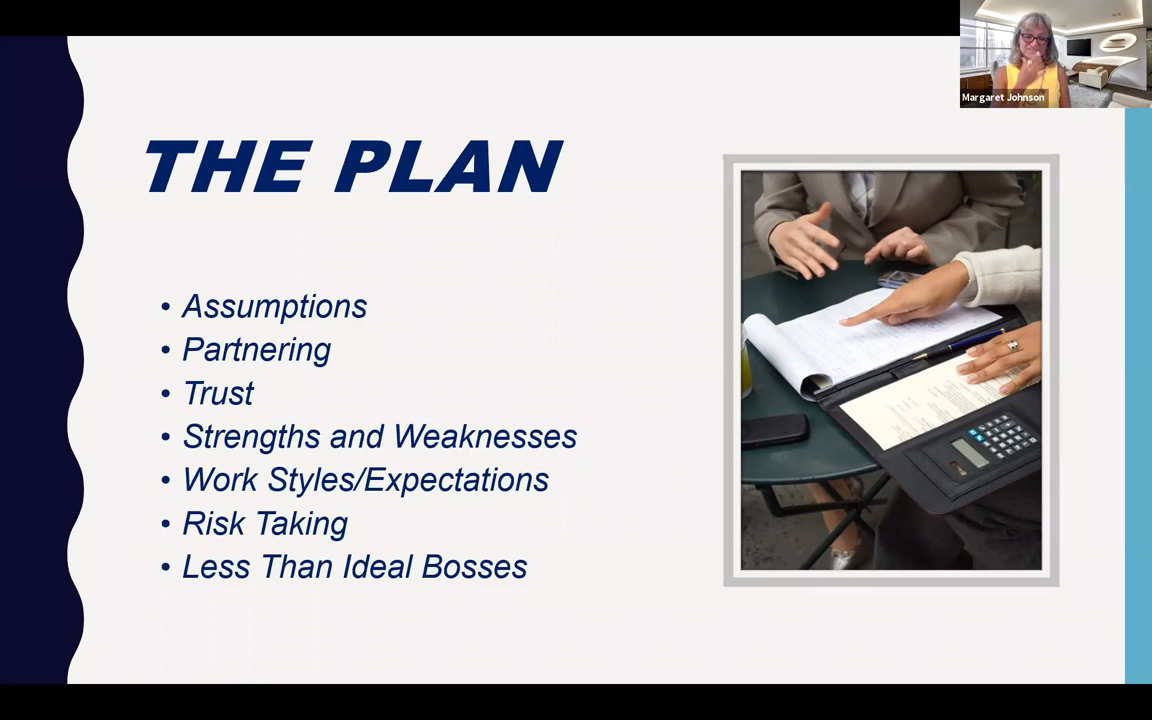 Margaret Johnson
THE PLAN
• Assumptions
• Partnering
• Trust
• Strengths and Weaknesses
• Work Styles/Expectations
• Risk Taking
• Less Than Ideal Bosses